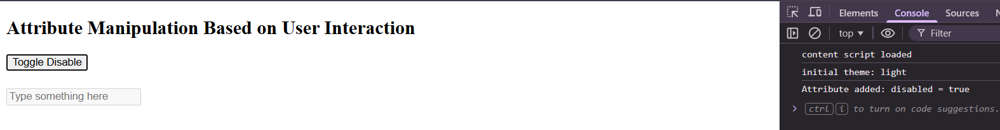 Attribute Manipulation Based on User Interaction
Toggle Disable
Type something here
Elements Console Sources
top Filter
content script loaded
initial theme: light
Attribute added: disabled = true
ctrl i to turn on code suggestions.